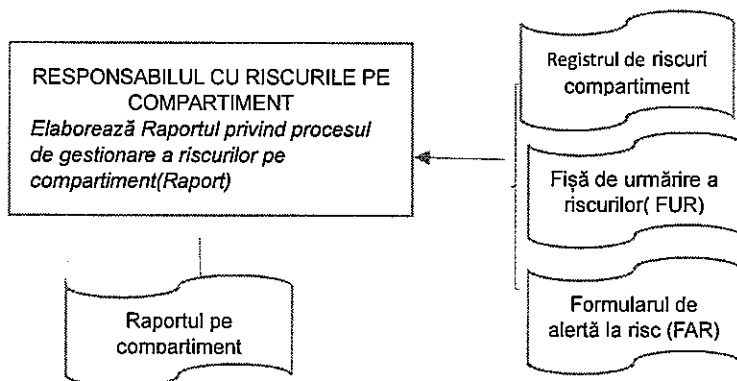 RESPONSABILUL CU RISCURILE PE
COMPARTIMENT
Elaborează Raportul privind procesul
de gestionare a riscurilor pe
compartiment(Raport)
Registrul de riscuri
compartiment
Fișă de urmărire a
riscurilor( FUR)
Formularul de
alertă la risc (FAR)
Raportul pe
compartiment